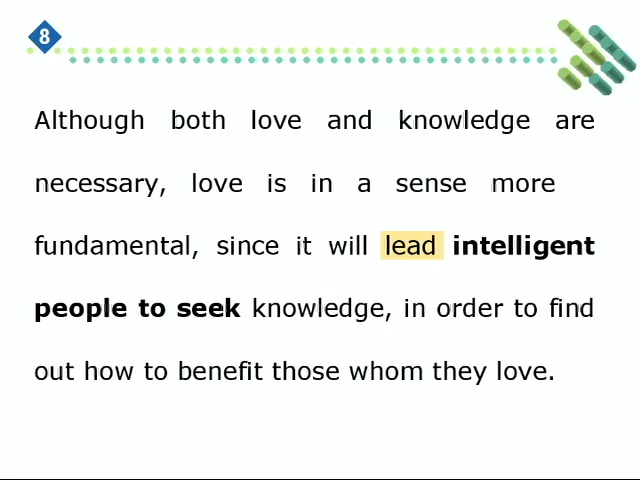 8
Although both love and knowledge are
necessary, love is in a sense more
fundamental, since it will lead intelligent
people to seek knowledge, in order to find
out how to benefit those whom they love.